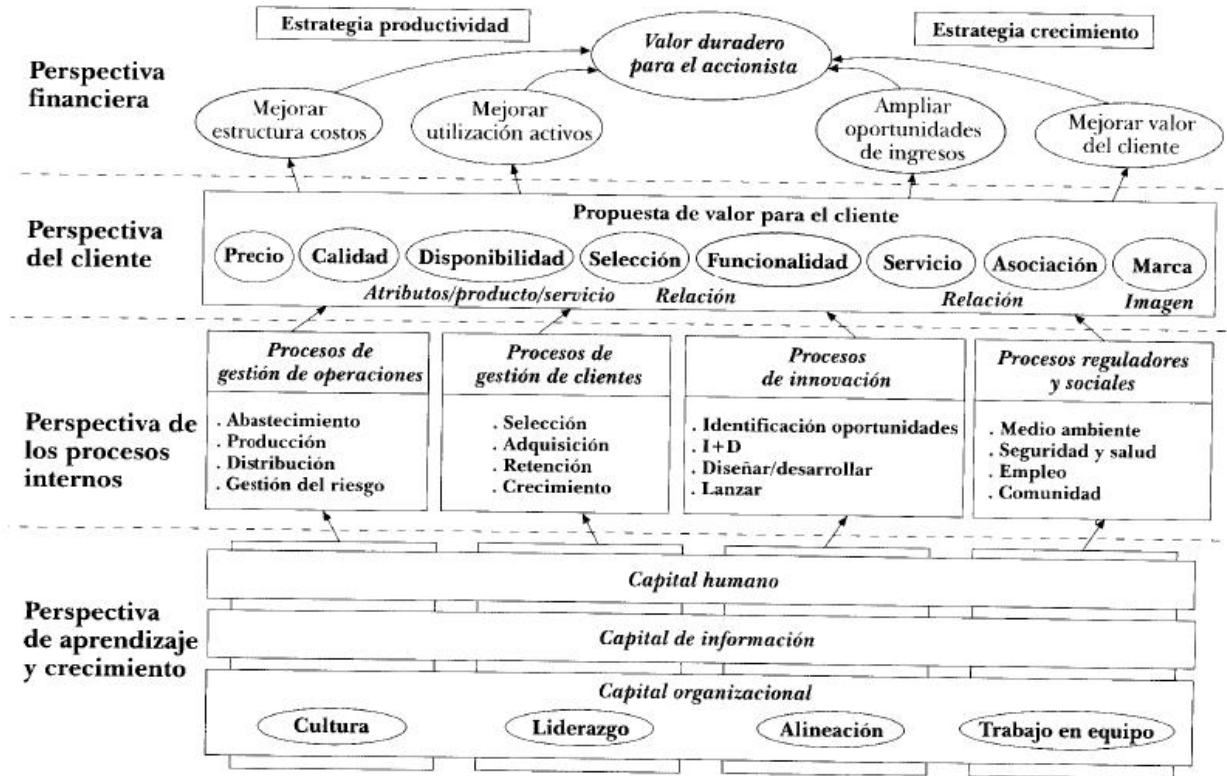 Estrategia productividad
Estrategia crecimiento
Valor duradero
para el accionista
Perspectiva
financiera
Mejorar
estructura costos
Mejorar
utilización activos
Ampliar
oportunidades
de ingresos
Mejorar valor
del cliente
Perspectiva
del cliente
Propuesta de valor para el cliente
Precio
Calidad
Disponibilidad
Selección
Funcionalidad
Servicio
Asociación
Marca
Atributos/producto/servicio
Relación
Relación
Imagen
Perspectiva de
los procesos
internos
Procesos de
gestión de operaciones
. Abastecimiento
. Producción
. Distribución
. Gestión del riesgo
Procesos de
gestión de clientes
. Selección
. Adquisición
. Retención
. Crecimiento
Procesos
de innovación
. Identificación oportunidades
. I+D
. Diseñar/desarrollar
. Lanzar
Procesos reguladores
y sociales
. Medio ambiente
. Seguridad y salud
. Empleo
. Comunidad
Perspectiva
de aprendizaje
y crecimiento
Capital humano
Capital de información
Capital organizacional
Cultura
Liderazgo
Alineación
Trabajo en equipo